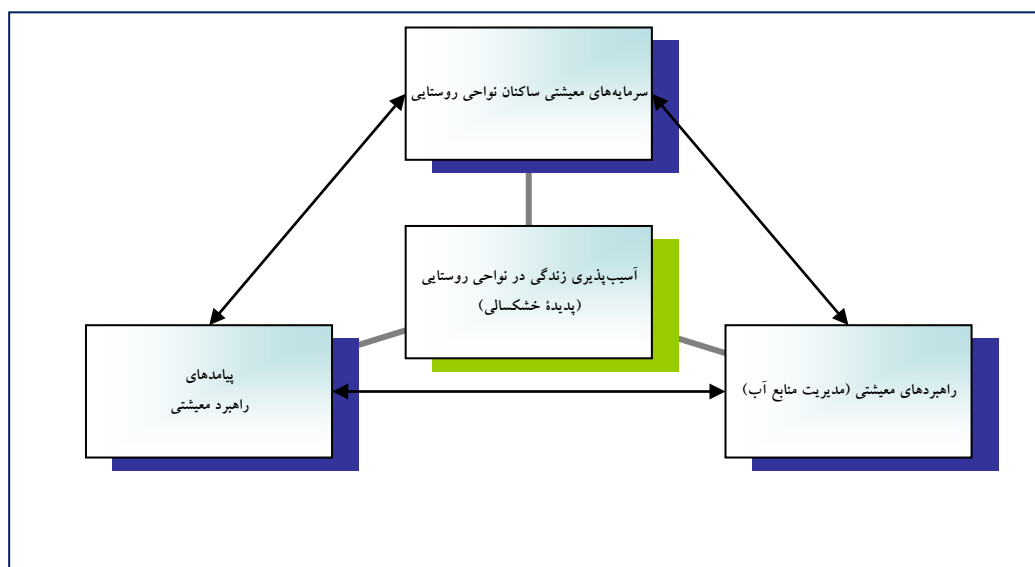 سرمایه‌های معیشتی ساکنان نواحی روستایی
آسیب‌پذیری زندگی در نواحی روستایی
(پدیدۀ خشکسالی)
راهبردهای معیشتی (مدیریت منابع آب)
پیامدهای
راهبرد معیشتی